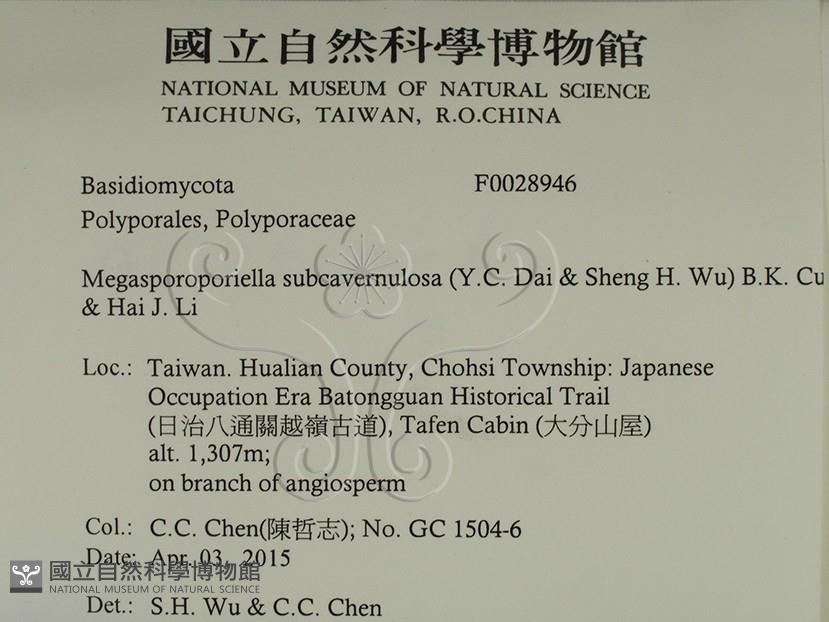 國立自然科學博物館
NATIONAL MUSEUM OF NATURAL SCIENCE
TAICHUNG, TAIWAN, R.O.CHINA
Basidiomycota F0028946
Polyporales, Polyporaceae
Megasporoporiella subcavernulosa (Y.C. Dai & Sheng H. Wu) B.K. Cu
& Hai J. Li
Loc.: Taiwan. Hualian County, Chohsi Township: Japanese
Occupation Era Batongguan Historical Trail
(日治八通關越嶺古道), Tafen Cabin (大分山屋)
alt. 1,307m;
on branch of angiosperm
Col.: C.C. Chen(陳哲志); No. GC 1504-6
Date: Apr. 03, 2015
國立自然科學博物館
NATIONAL MUSEUM OF NATURAL SCIENCE
Det.: S.H. Wu & C.C. Chen